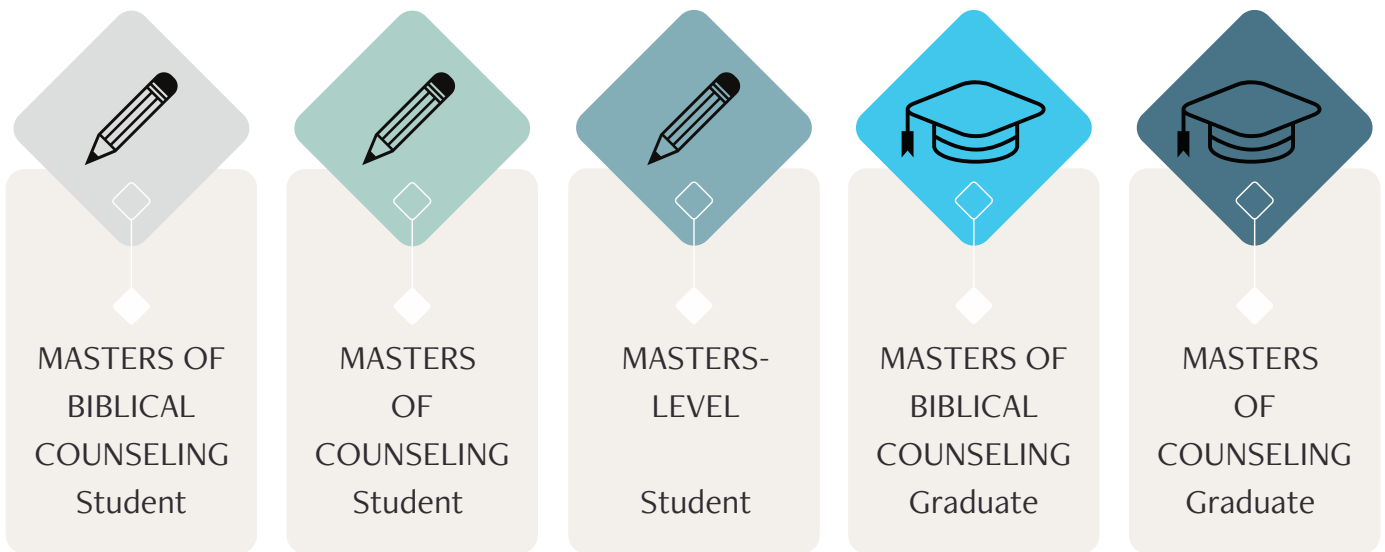 MASTERS OF
BIBLICAL
COUNSELING
Student
MASTERS
OF
COUNSELING
Student
MASTERS-
LEVEL
Student
MASTERS OF
BIBLICAL
COUNSELING
Graduate
MASTERS
OF
COUNSELING
Graduate